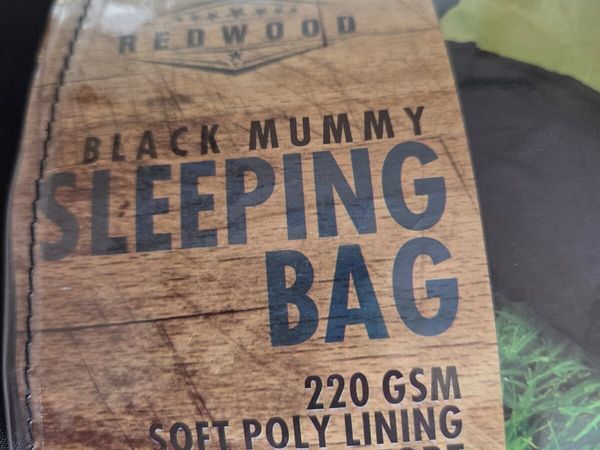 REDWOOD
BLACK MUMMY
SLEEPING
BAG
220 GSM
SOFT POLY LINING